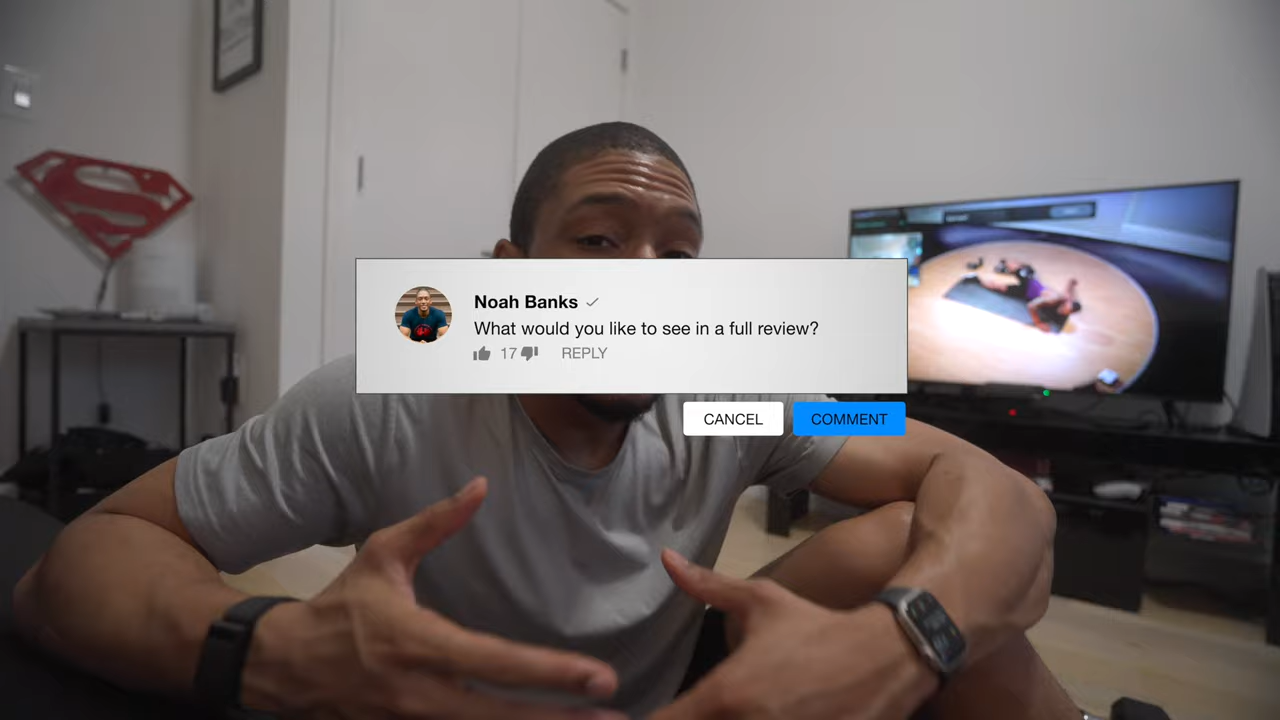 Noah Banks
What would you like to see in a full review?
17 REPLY
CANCEL
COMMENT